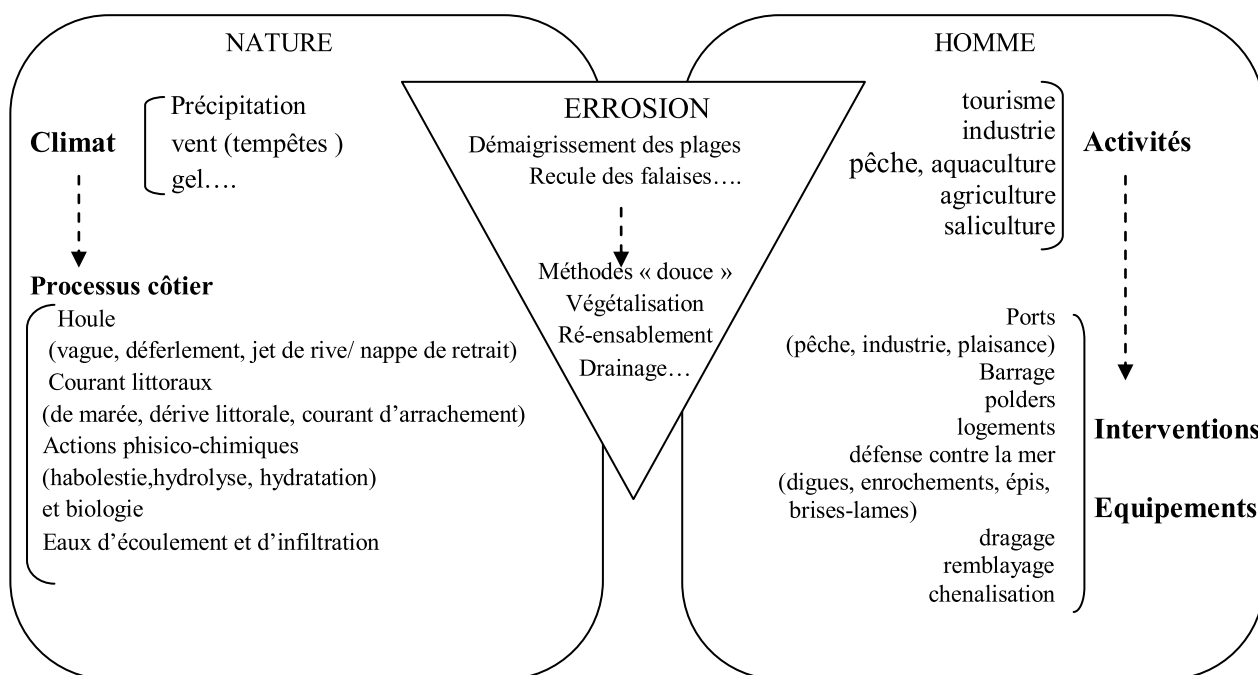 NATURE
Climat
Précipitation
vent (tempêtes )
gel….
Processus côtier
Houle
(vague, déferlement, jet de rive/ nappe de retrait)
Courant littoraux
(de marée, dérive littorale, courant d’arrachement)
Actions phisico-chimiques
(habolestie,hydrolyse, hydratation)
et biologie
Eaux d’écoulement et d’infiltration
ERROSION
Démaigrissement des plages
Recule des falaises….
Méthodes « douce »
Végétalisation
Ré-ensablement
Drainage…
HOMME
tourisme
industrie
pêche, aquaculture
agriculture
saliculture
Activités
Ports
(pêche, industrie, plaisance)
Barrage
polders
logements
défense contre la mer
(digues, enrochements, épis,
brises-lames)
dragage
remblayage
chenalisation
Interventions
Equipements